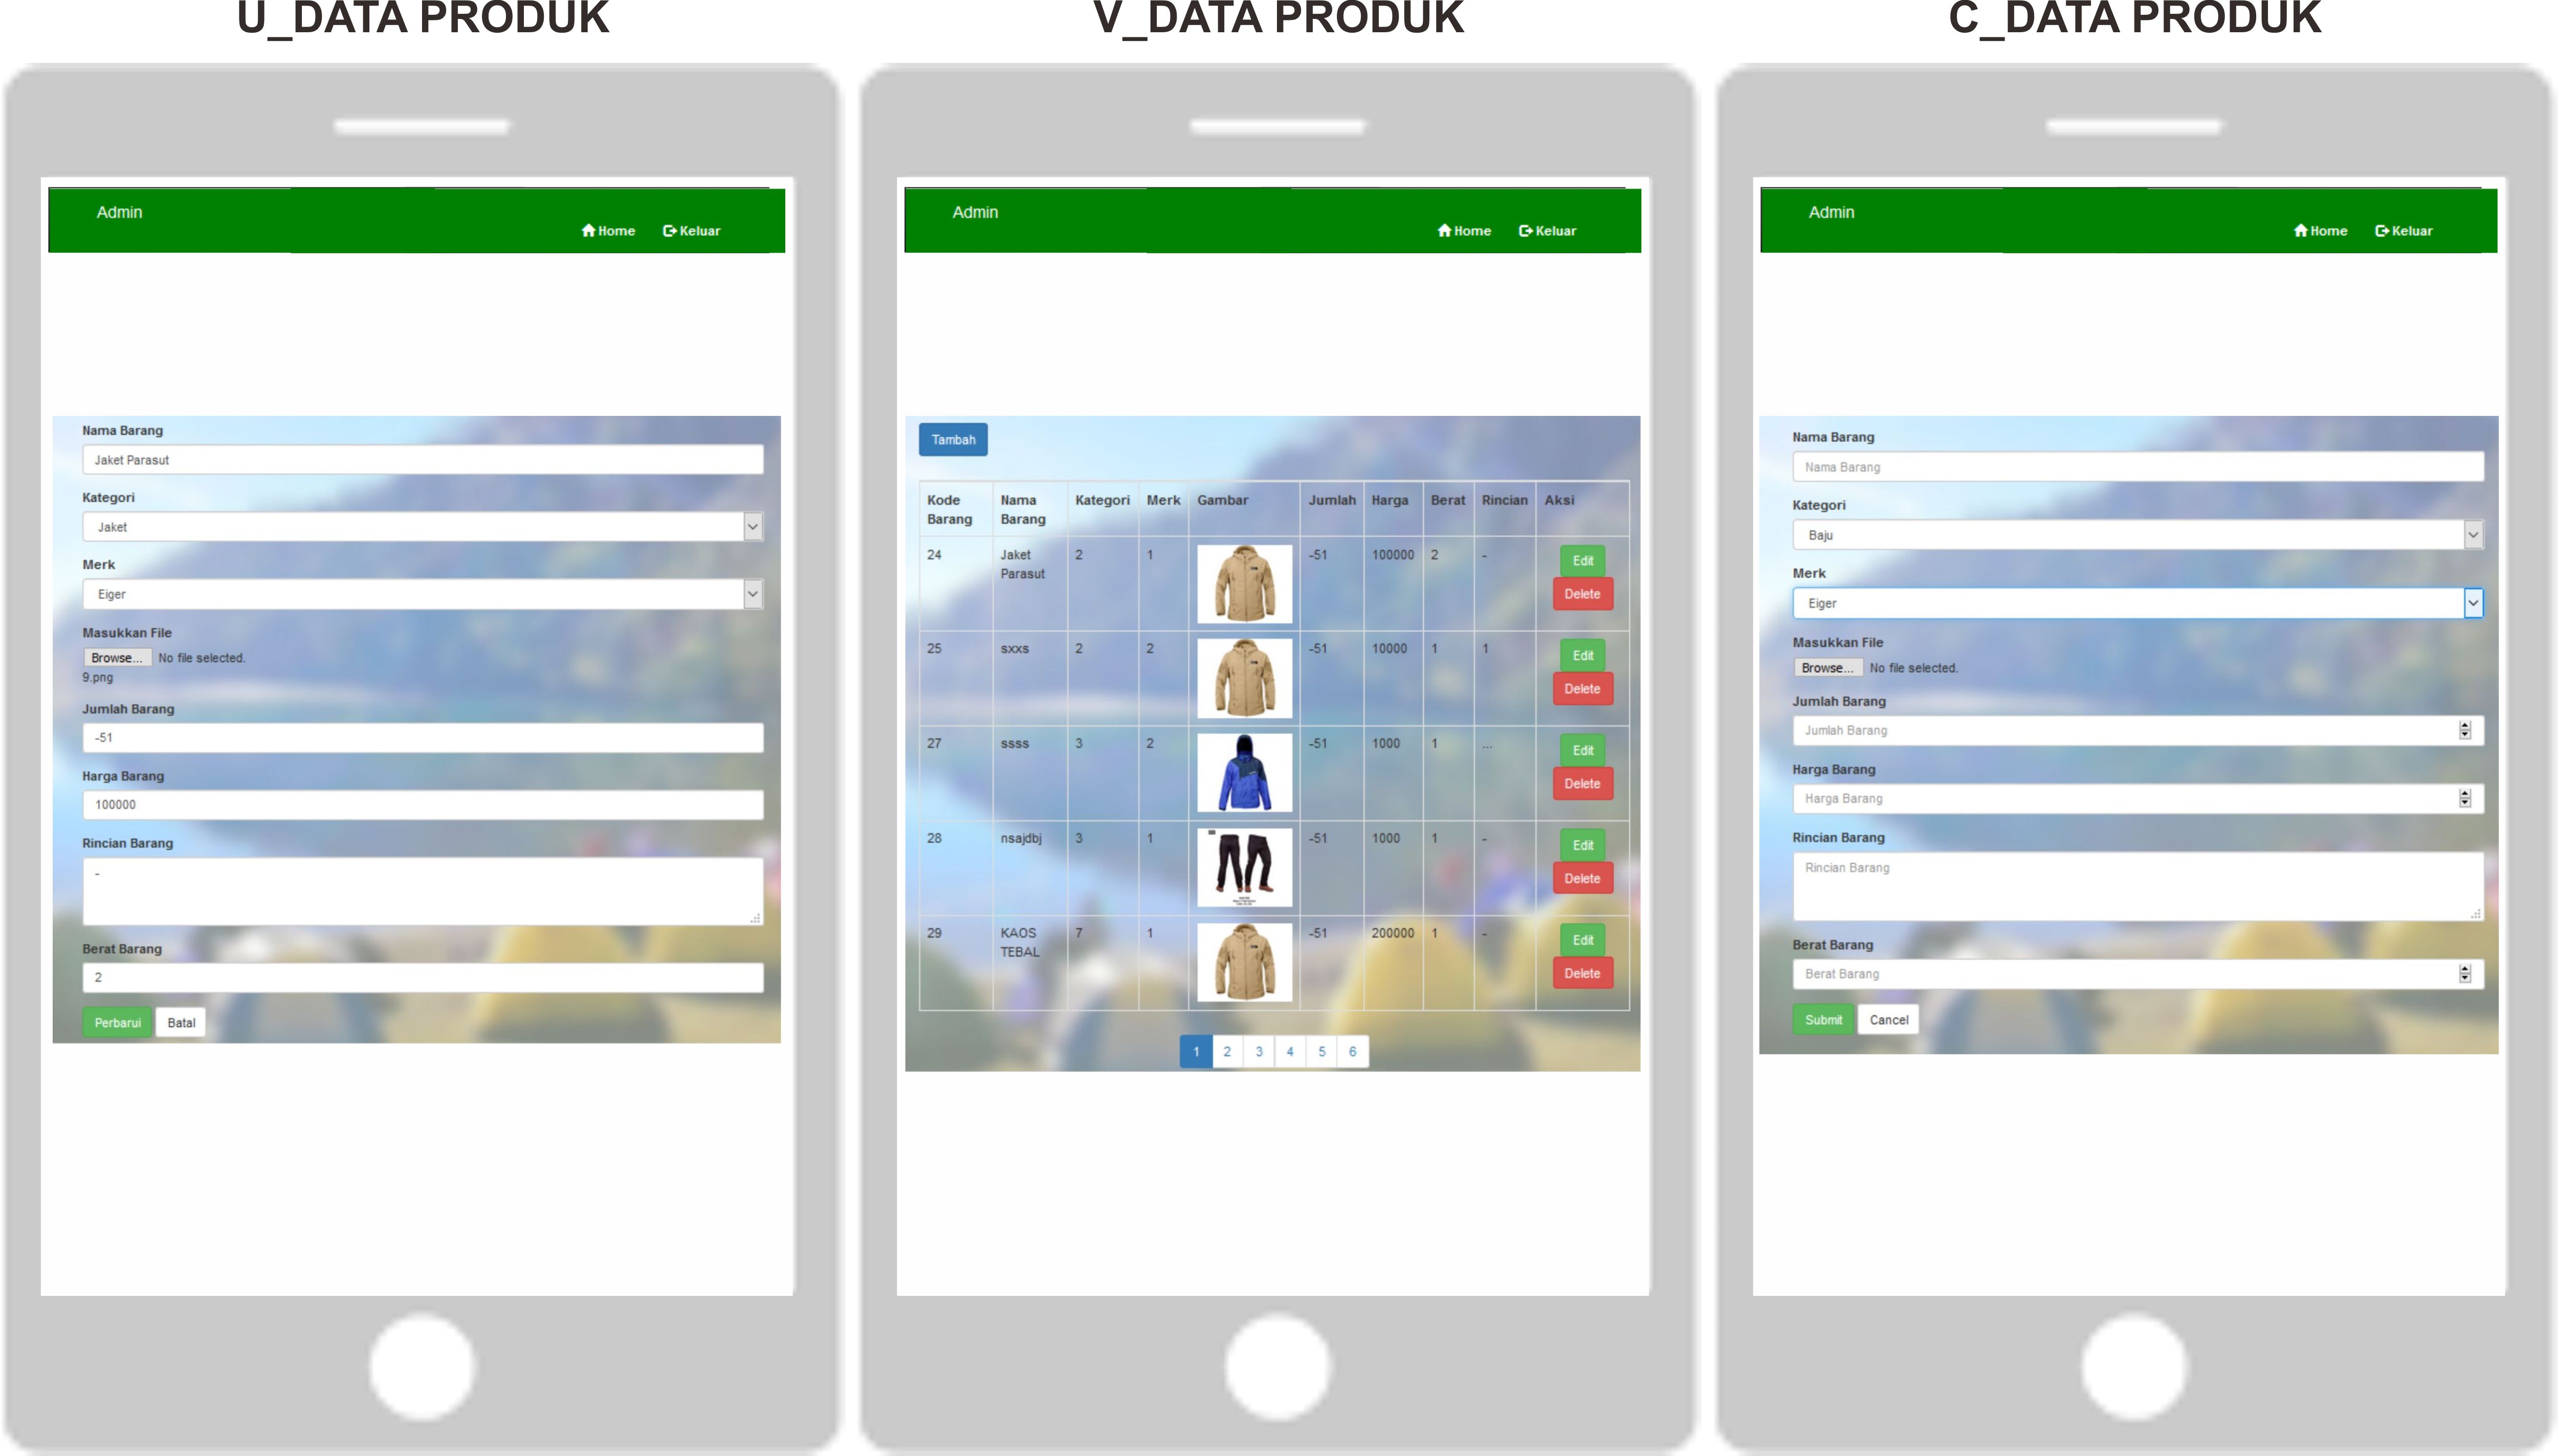 U_DATA PRODUK
Admin
Home Keluar
Nama Barang
Jaket Parasut
Kategori
Jaket
Merk
Eiger
Masukkan File
Browse... No file selected.
9.png
Jumlah Barang
-51
Harga Barang
100000
Rincian Barang
-
Berat Barang
2
Perbarui Batal
V_DATA PRODUK
Admin
Home Keluar
Tambah
Kode Barang Nama Barang Kategori Merk Gambar Jumlah Harga Berat Rincian Aksi
24 Jaket Parasut 2 1 -51 100000 2 - Edit Delete
25 sxxs 2 2 -51 10000 1 1 Edit Delete
27 ssss 3 2 -51 1000 1 ... Edit Delete
28 nsajdbj 3 1 -51 1000 1 - Edit Delete
29 KAOS TEBAL 7 1 -51 200000 1 - Edit Delete
1 2 3 4 5 6
C_DATA PRODUK
Admin
Home Keluar
Nama Barang
Nama Barang
Kategori
Baju
Merk
Eiger
Masukkan File
Browse... No file selected.
Jumlah Barang
Jumlah Barang
Harga Barang
Harga Barang
Rincian Barang
Rincian Barang
Berat Barang
Berat Barang
Submit Cancel